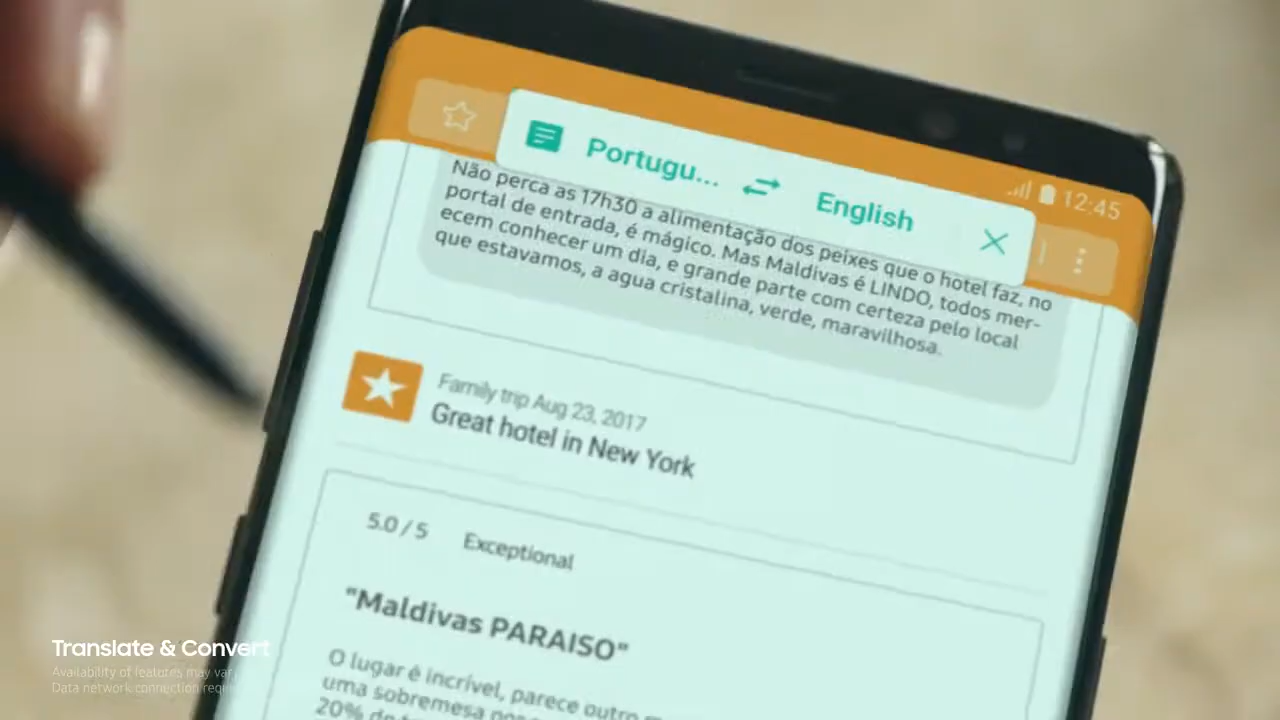 12:45
Portugu... English
Não perca as 17h30 a alimentação dos peixes que o hotel faz, no
portal de entrada, é mágico. Mas Maldivas é LINDO, todos mer-
ecem conhecer um dia, e grande parte com certeza pelo local
que estavamos, a agua cristalina, verde, maravilhosa.
Family trip Aug 23, 2017
Great hotel in New York
5.0 / 5 Exceptional
"Maldivas PARAISO"
O lugar é incrível, parece outro
uma sobremesa
20% de
Translate & Convert
Availability of features may vary.
Data network connection